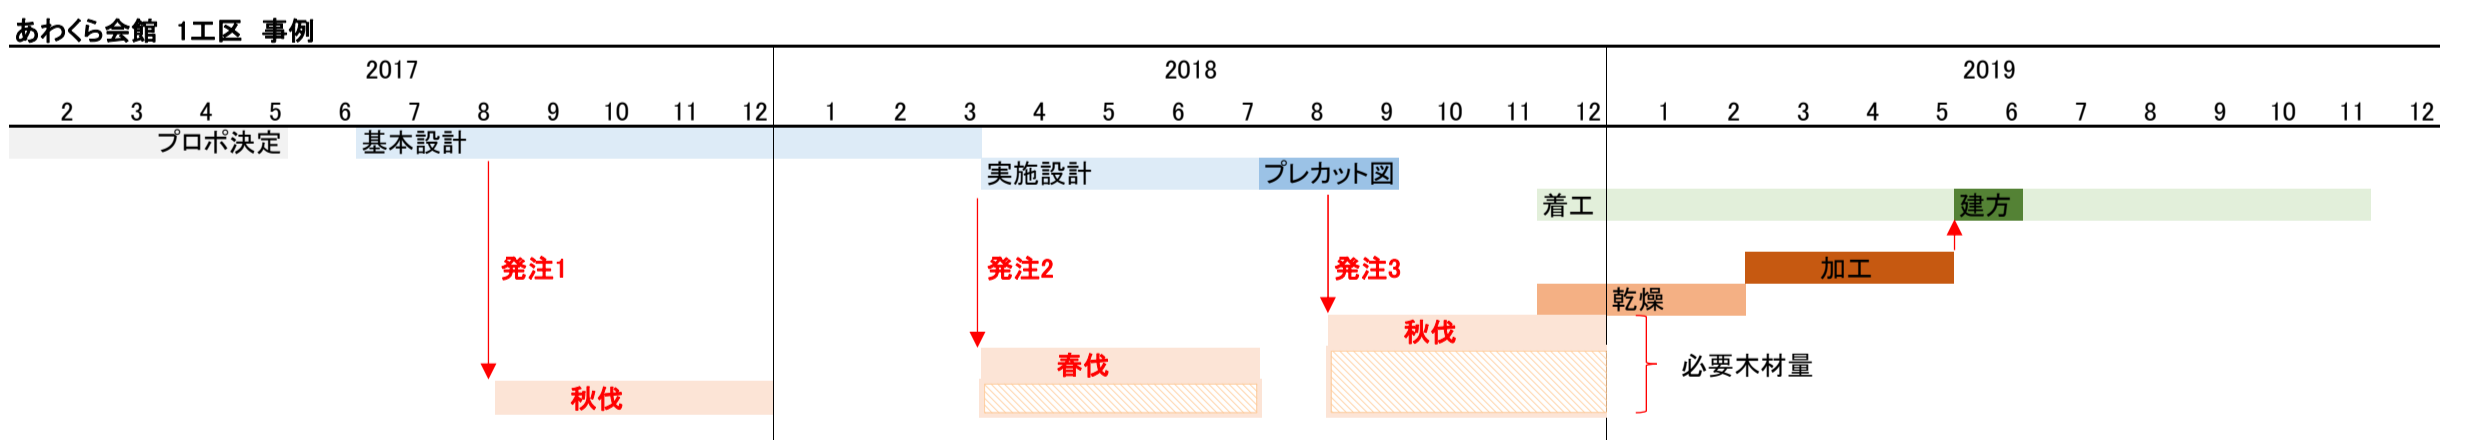 あわくら会館 1工区 事例
2017 2018 2019
2 3 4 5 6 7 8 9 10 11 12 1 2 3 4 5 6 7 8 9 10 11 12 1 2 3 4 5 6 7 8 9 10 11 12
プロポ決定 基本設計
実施設計 プレカット図
着工 建方
発注1 発注2 発注3 加工
乾燥
秋伐
春伐 必要木材量
秋伐